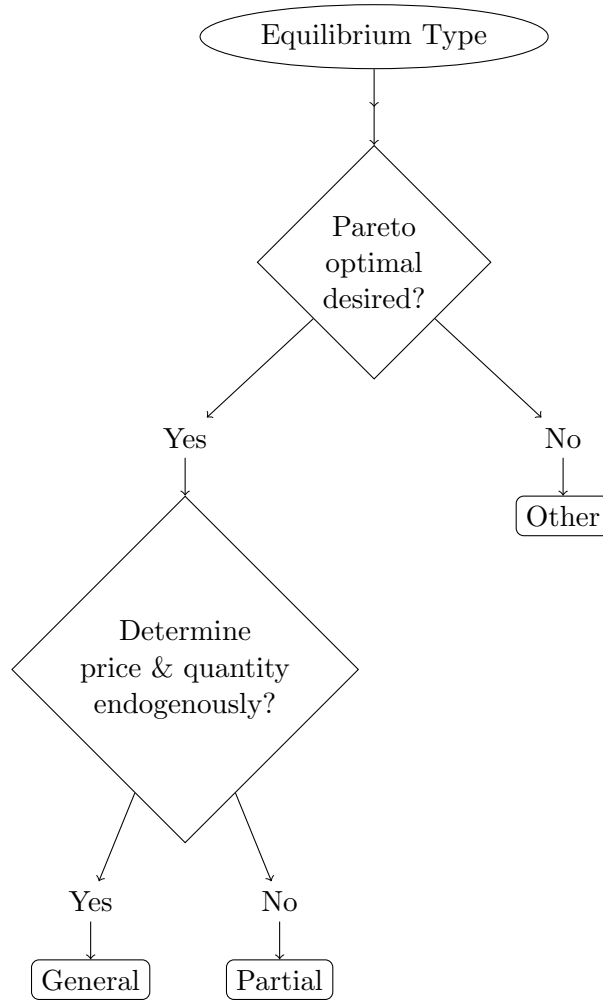 Equilibrium Type
Pareto
optimal
desired?
Yes
No
Other
Determine
price & quantity
endogenously?
Yes
No
General
Partial